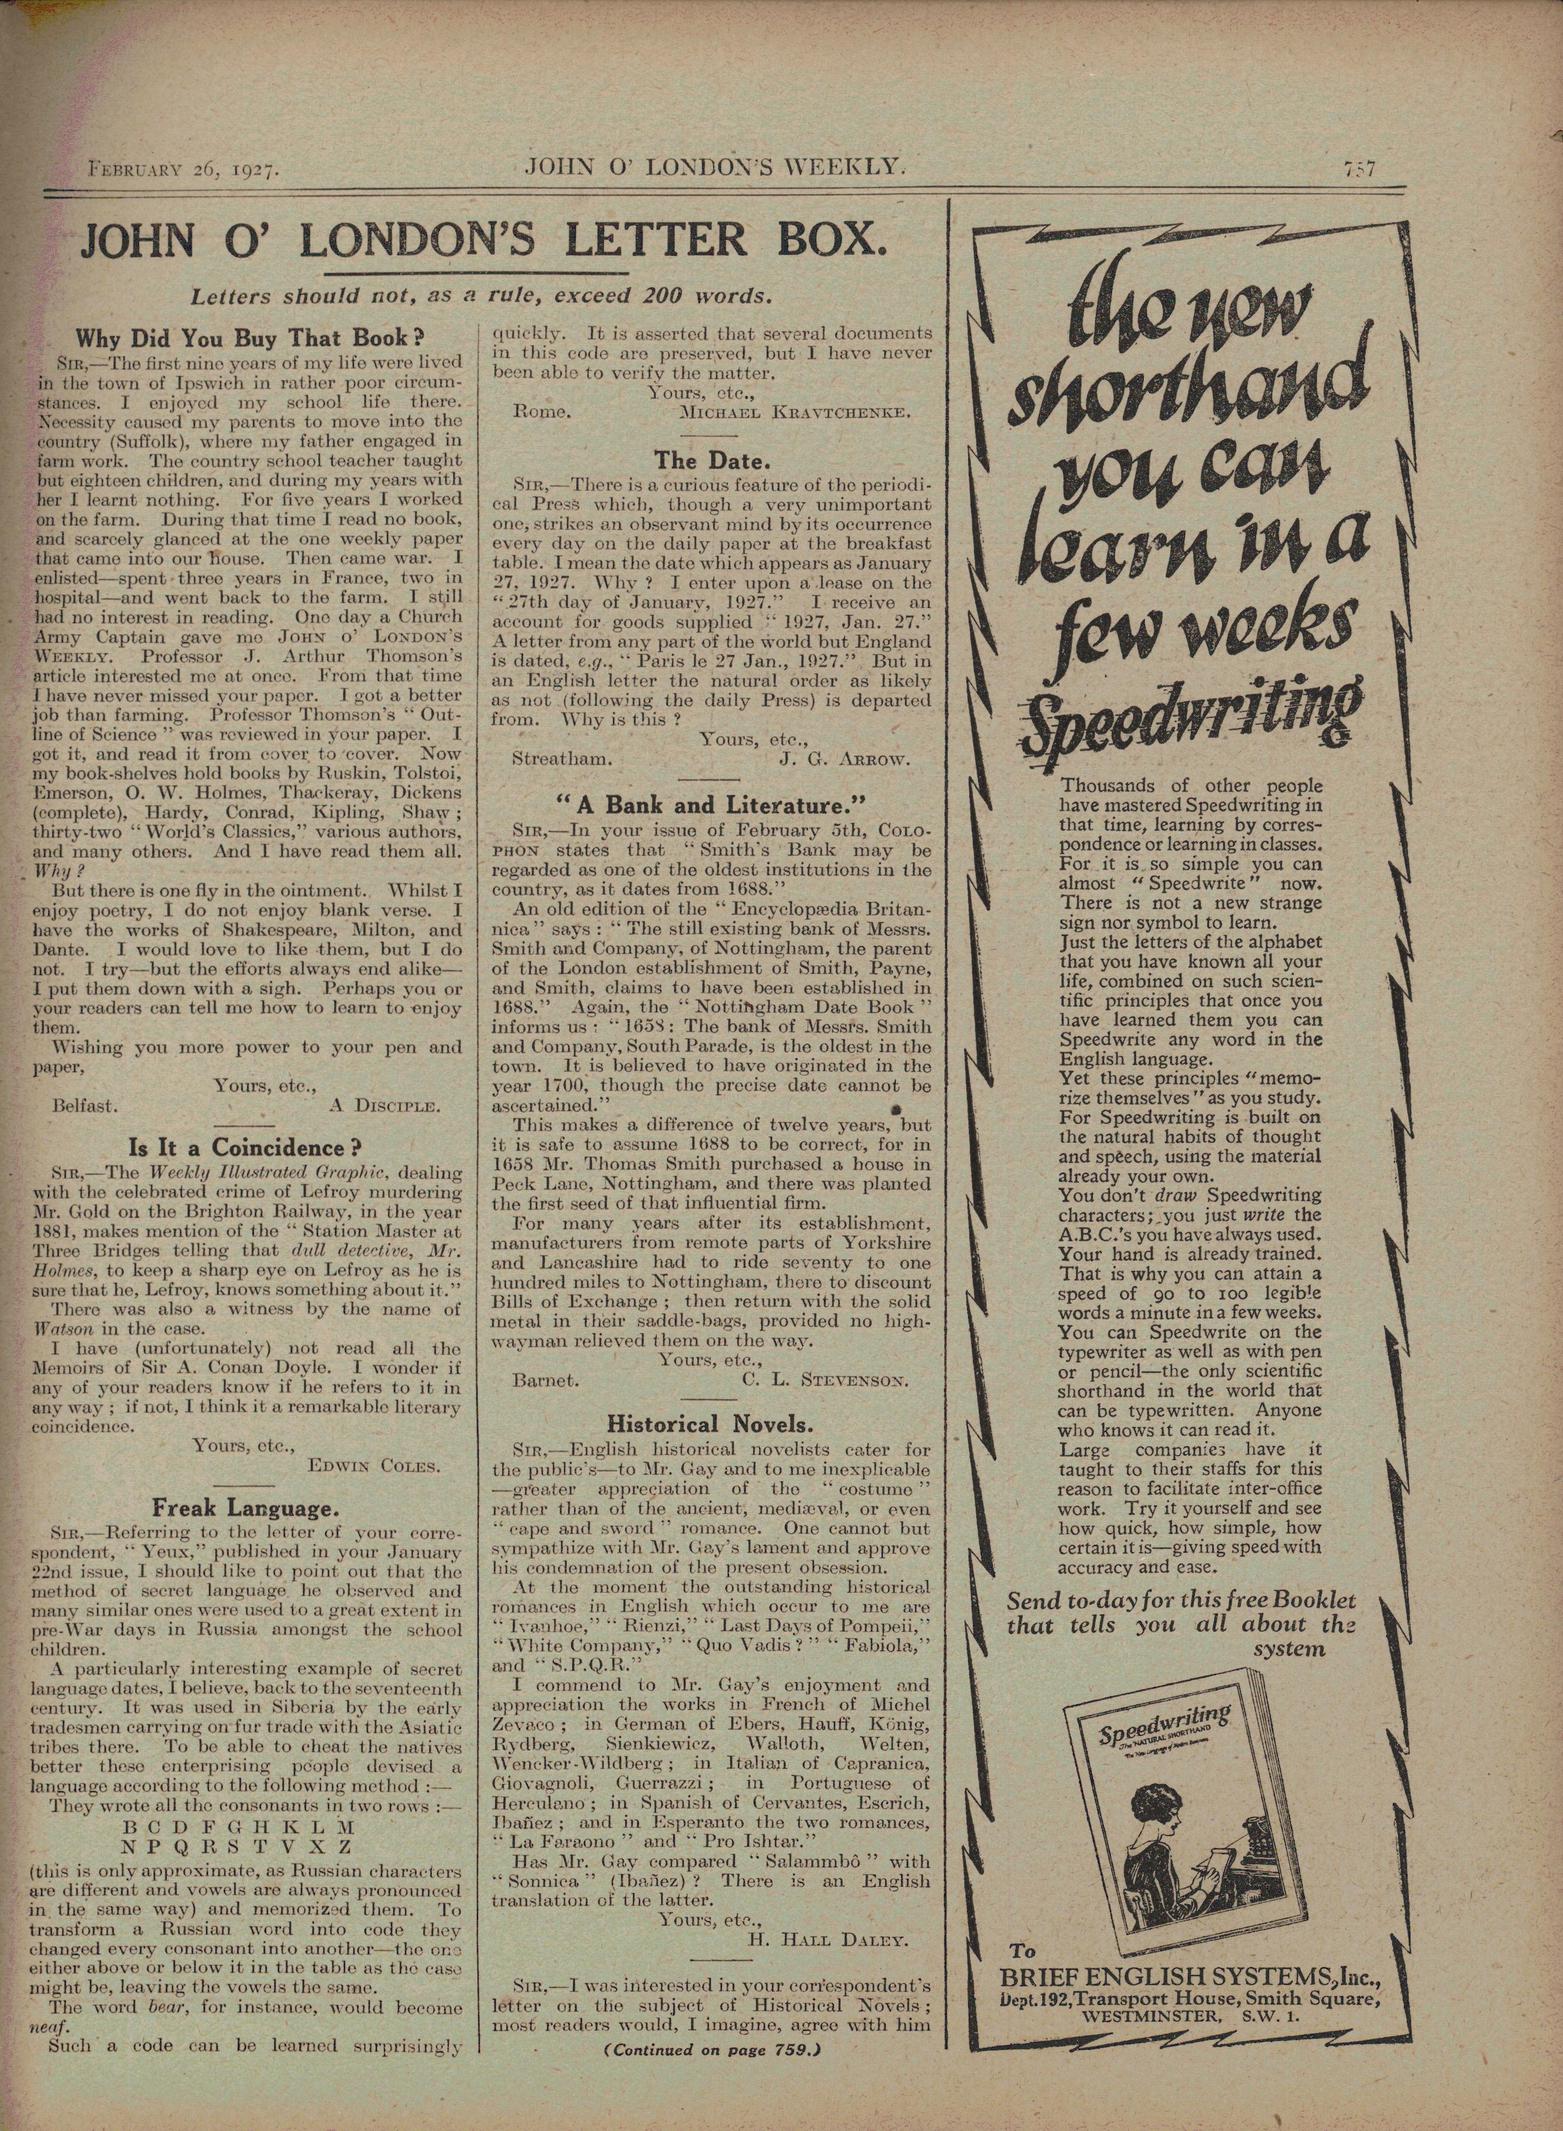 FEBRUARY 26, 1927.
JOHN O' LONDON'S WEEKLY.
757
JOHN O' LONDON'S LETTER BOX.
Letters should not, as a rule, exceed 200 words.
Why Did You Buy That Book?
SIR,—The first nine years of my life were lived
in the town of Ipswich in rather poor circum-
stances. I enjoyed my school life there.
Necessity caused my parents to move into the
country (Suffolk), where my father engaged in
farm work. The country school teacher taught
but eighteen children, and during my years with
her I learnt nothing. For five years I worked
on the farm. During that time I read no book,
and scarcely glanced at the one weekly paper
that came into our house. Then came war. I
enlisted—spent three years in France, two in
hospital—and went back to the farm. I still
had no interest in reading. One day a Church
Army Captain gave me JOHN O' LONDON'S
WEEKLY. Professor J. Arthur Thomson's
article interested me at once. From that time
I have never missed your paper. I got a better
job than farming. Professor Thomson's "Out-
line of Science" was reviewed in your paper. I
got it, and read it from cover to cover. Now
my book-shelves hold books by Ruskin, Tolstoi,
Emerson, O. W. Holmes, Thackeray, Dickens
(complete), Hardy, Conrad, Kipling, Shaw;
thirty-two "World's Classics," various authors,
and many others. And I have read them all.
Why?
But there is one fly in the ointment. Whilst I
enjoy poetry, I do not enjoy blank verse. I
have the works of Shakespeare, Milton, and
Dante. I would love to like them, but I do
not. I try—but the efforts always end alike—
I put them down with a sigh. Perhaps you or
your readers can tell me how to learn to enjoy
them.
Wishing you more power to your pen and
paper,
Yours, etc.,
Belfast. A DISCIPLE.
Is It a Coincidence?
SIR,—The Weekly Illustrated Graphic, dealing
with the celebrated crime of Lefroy murdering
Mr. Gold on the Brighton Railway, in the year
1881, makes mention of the "Station Master at
Three Bridges telling that dull detective, Mr.
Holmes, to keep a sharp eye on Lefroy as he is
sure that he, Lefroy, knows something about it."
There was also a witness by the name of
Watson in the case.
I have (unfortunately) not read all the
Memoirs of Sir A. Conan Doyle. I wonder if
any of your readers know if he refers to it in
any way; if not, I think it a remarkable literary
coincidence.
Yours, etc.,
EDWIN COLES.
Freak Language.
SIR,—Referring to the letter of your corre-
spondent, "Yeux," published in your January
22nd issue, I should like to point out that the
method of secret language he observed and
many similar ones were used to a great extent in
pre-War days in Russia amongst the school
children.
A particularly interesting example of secret
language dates, I believe, back to the seventeenth
century. It was used in Siberia by the early
tradesmen carrying on fur trade with the Asiatic
tribes there. To be able to cheat the natives
better these enterprising people devised a
language according to the following method:—
They wrote all the consonants in two rows:—
B C D F G H K L M
N P Q R S T V X Z
(this is only approximate, as Russian characters
are different and vowels are always pronounced
in the same way) and memorized them. To
transform a Russian word into code they
changed every consonant into another—the one
either above or below it in the table as the case
might be, leaving the vowels the same.
The word bear, for instance, would become
neaf.
Such a code can be learned surprisingly
quickly. It is asserted that several documents
in this code are preserved, but I have never
been able to verify the matter.
Yours, etc.,
Rome. MICHAEL KRAVTCHENKE.
The Date.
SIR,—There is a curious feature of the periodi-
cal Press which, though a very unimportant
one, strikes an observant mind by its occurrence
every day on the daily paper at the breakfast
table. I mean the date which appears as January
27, 1927. Why? I enter upon a lease on the
"27th day of January, 1927." I receive an
account for goods supplied "1927, Jan. 27."
A letter from any part of the world but England
is dated, e.g., "Paris le 27 Jan., 1927." But in
an English letter the natural order as likely
as not (following the daily Press) is departed
from. Why is this?
Yours, etc.,
Streatham. J. G. ARROW.
"A Bank and Literature."
SIR,—In your issue of February 5th, COLO-
PHON states that "Smith's Bank may be
regarded as one of the oldest institutions in the
country, as it dates from 1688."
An old edition of the "Encyclopædia Britan-
nica" says: "The still existing bank of Messrs.
Smith and Company, of Nottingham, the parent
of the London establishment of Smith, Payne,
and Smith, claims to have been established in
1688." Again, the "Nottingham Date Book"
informs us: "1658: The bank of Messrs. Smith
and Company, South Parade, is the oldest in the
town. It is believed to have originated in the
year 1700, though the precise date cannot be
ascertained."
This makes a difference of twelve years, but
it is safe to assume 1688 to be correct, for in
1658 Mr. Thomas Smith purchased a house in
Peck Lane, Nottingham, and there was planted
the first seed of that influential firm.
For many years after its establishment,
manufacturers from remote parts of Yorkshire
and Lancashire had to ride seventy to one
hundred miles to Nottingham, there to discount
Bills of Exchange; then return with the solid
metal in their saddle-bags, provided no high-
wayman relieved them on the way.
Yours, etc.,
Barnet. C. L. STEVENSON.
Historical Novels.
SIR,—English historical novelists cater for
the public's—to Mr. Gay and to me inexplicable
—greater appreciation of the "costume"
rather than of the ancient, mediæval, or even
"cape and sword" romance. One cannot but
sympathize with Mr. Gay's lament and approve
his condemnation of the present obsession.
At the moment the outstanding historical
romances in English which occur to me are
"Ivanhoe," "Rienzi," "Last Days of Pompeii,"
"White Company," "Quo Vadis?" "Fabiola,"
and "S.P.Q.R."
I commend to Mr. Gay's enjoyment and
appreciation the works in French of Michel
Zevaco; in German of Ebers, Hauff, König,
Rydberg, Sienkiewicz, Walloth, Welten,
Wencker-Wildberg; in Italian of Capranica,
Giovagnoli, Guerrazzi; in Portuguese of
Herculano; in Spanish of Cervantes, Escrich,
Ibañez; and in Esperanto the two romances,
"La Faraono" and "Pro Ishtar."
Has Mr. Gay compared "Salammbô" with
"Sonnica" (Ibañez)? There is an English
translation of the latter.
Yours, etc.,
H. HALL DALEY.
SIR,—I was interested in your correspondent's
letter on the subject of Historical Novels;
most readers would, I imagine, agree with him
(Continued on page 759.)
the new
shorthand
you can
learn in a
few weeks
Speedwriting
Thousands of other people
have mastered Speedwriting in
that time, learning by corres-
pondence or learning in classes.
For it is so simple you can
almost "Speedwrite" now.
There is not a new strange
sign nor symbol to learn.
Just the letters of the alphabet
that you have known all your
life, combined on such scien-
tific principles that once you
have learned them you can
Speedwrite any word in the
English language.
Yet these principles "memo-
rize themselves" as you study.
For Speedwriting is built on
the natural habits of thought
and speech, using the material
already your own.
You don't draw Speedwriting
characters; you just write the
A.B.C.'s you have always used.
Your hand is already trained.
That is why you can attain a
speed of 90 to 100 legible
words a minute in a few weeks.
You can Speedwrite on the
typewriter as well as with pen
or pencil—the only scientific
shorthand in the world that
can be typewritten. Anyone
who knows it can read it.
Large companies have it
taught to their staffs for this
reason to facilitate inter-office
work. Try it yourself and see
how quick, how simple, how
certain it is—giving speed with
accuracy and ease.
Send to-day for this free Booklet
that tells you all about the
system
Speedwriting
The NATURAL SHORTHAND
To
BRIEF ENGLISH SYSTEMS, Inc.,
Dept. 192, Transport House, Smith Square,
WESTMINSTER, S.W. 1.